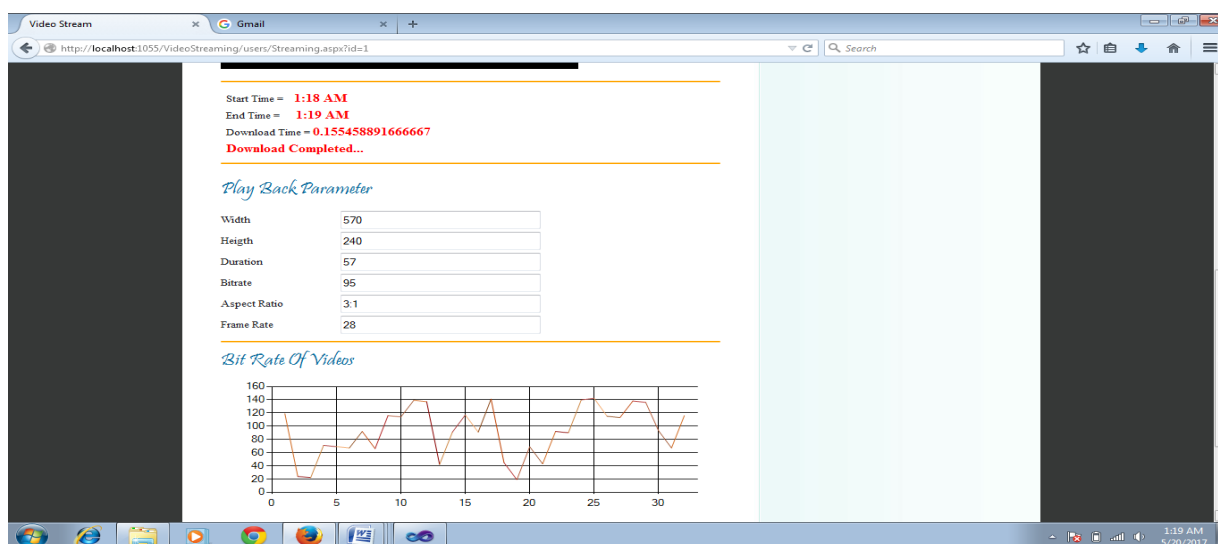 Video Stream
Gmail
http://localhost:1055/VideoStreaming/users/Streaming.aspx?id=1
Search
Start Time = 1:18 AM
End Time = 1:19 AM
Download Time = 0.155458891666667
Download Completed...
Play Back Parameter
Width 570
Heigth 240
Duration 57
Bitrate 95
Aspect Ratio 3:1
Frame Rate 28
Bit Rate Of Videos
160
140
120
100
80
60
40
20
0
0 5 10 15 20 25 30
1:19 AM
5/20/2017